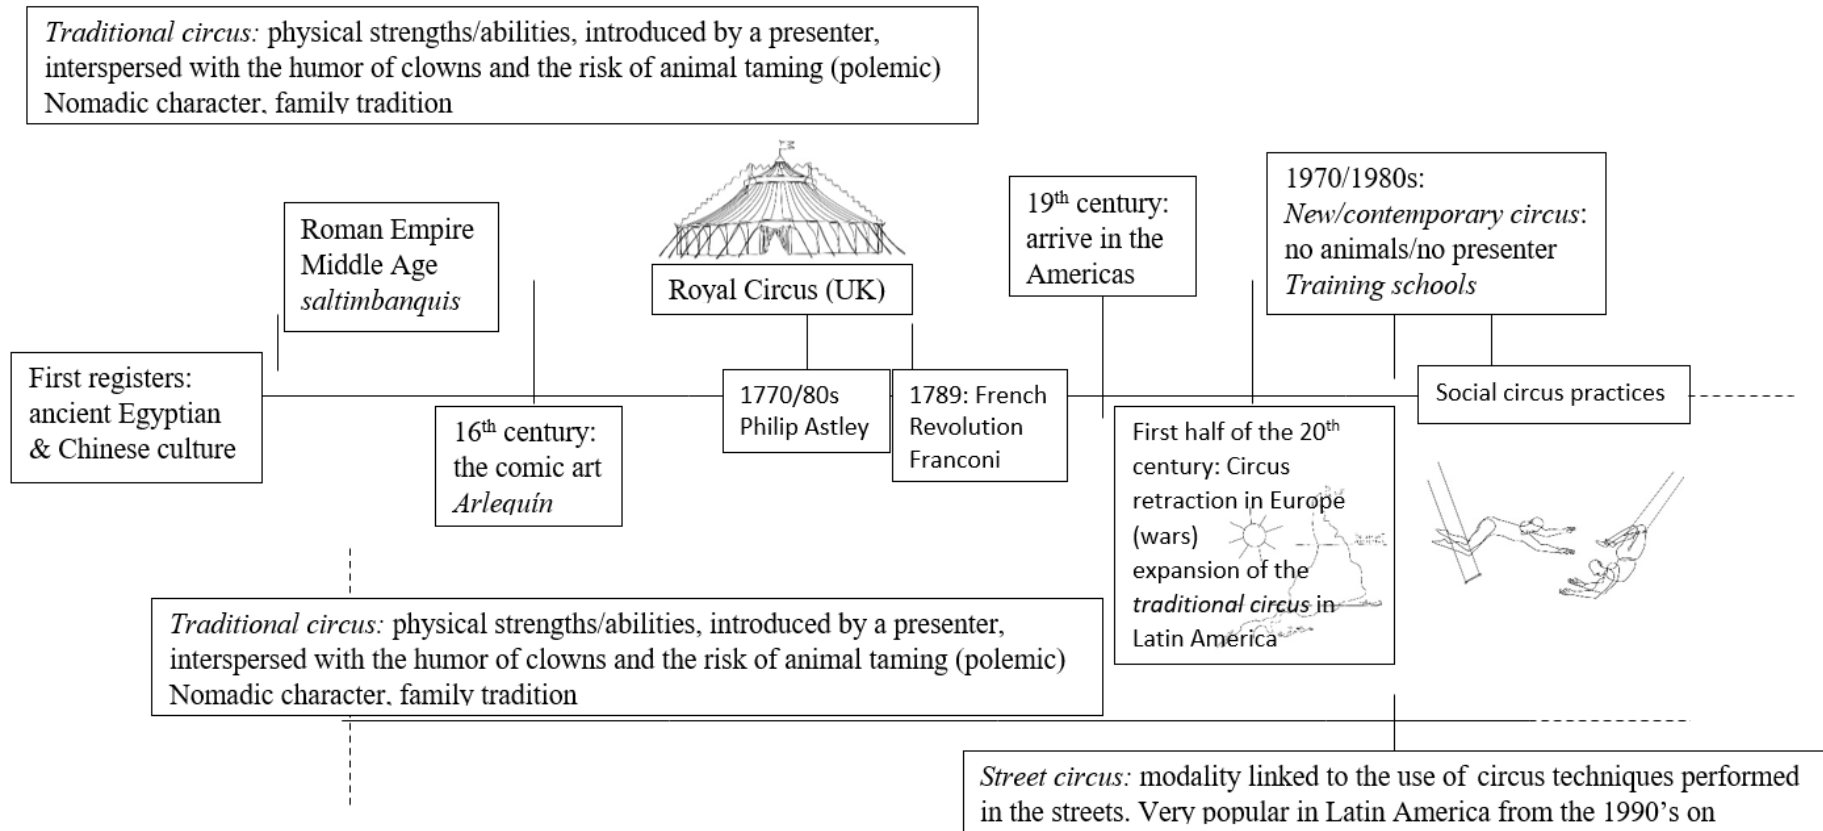 Traditional circus: physical strengths/abilities, introduced by a presenter,
interspersed with the humor of clowns and the risk of animal taming (polemic)
Nomadic character, family tradition
Roman Empire
Middle Age
saltimbanquis
Royal Circus (UK)
19th century:
arrive in the
Americas
1970/1980s:
New/contemporary circus:
no animals/no presenter
Training schools
First registers:
ancient Egyptian
& Chinese culture
16th century:
the comic art
Arlequín
1770/80s
Philip Astley
1789: French
Revolution
Franconi
First half of the 20th
century: Circus
retraction in Europe
(wars)
expansion of the
traditional circus in
Latin America
Social circus practices
Traditional circus: physical strengths/abilities, introduced by a presenter,
interspersed with the humor of clowns and the risk of animal taming (polemic)
Nomadic character, family tradition
Street circus: modality linked to the use of circus techniques performed
in the streets. Very popular in Latin America from the 1990's on